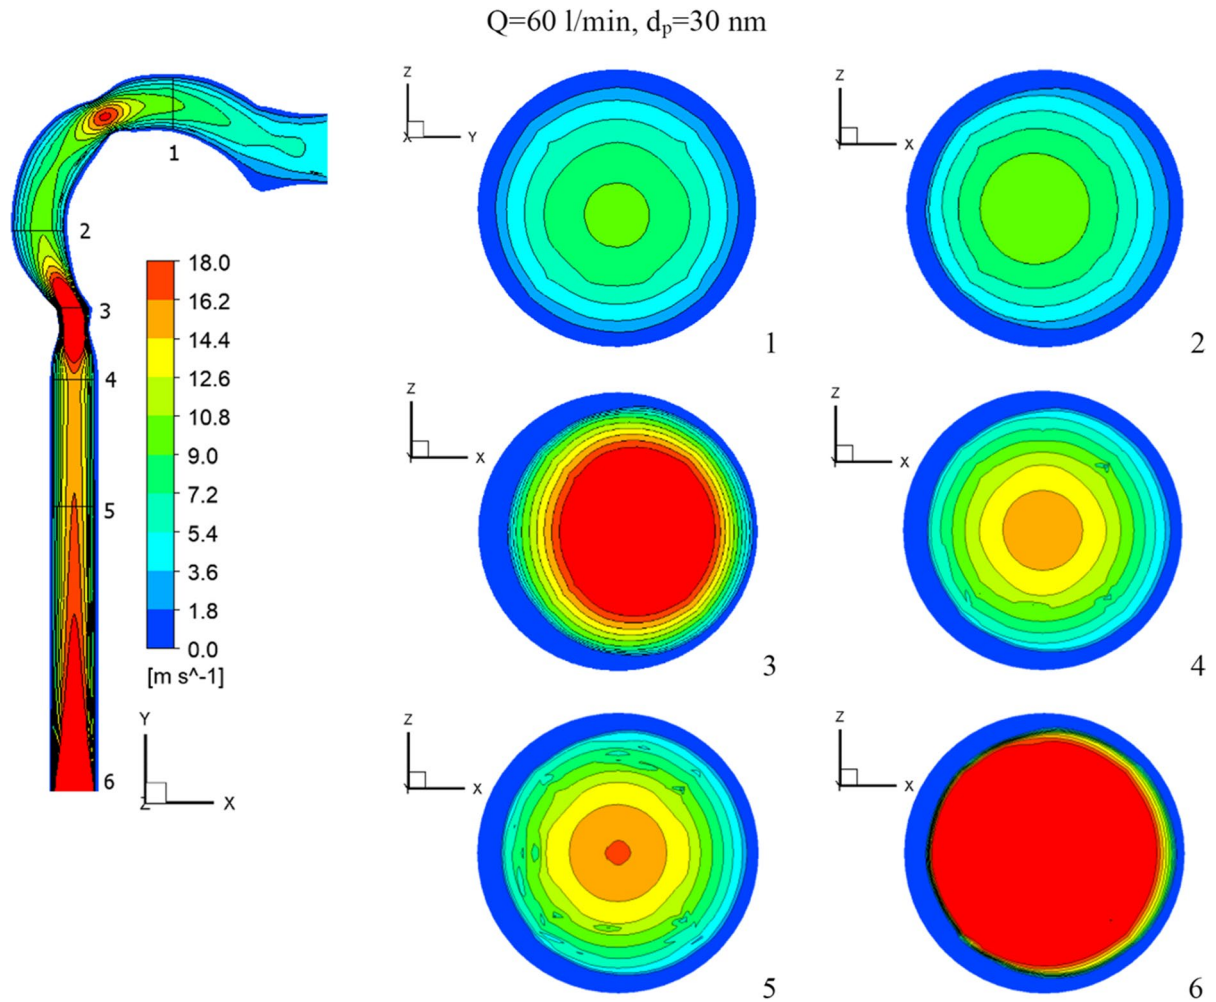 Q=60 l/min, dp=30 nm
1
2
3
4
5
6
18.0
16.2
14.4
12.6
10.8
9.0
7.2
5.4
3.6
1.8
0.0
[m s^-1]
Y
Z X
Z
X Y
1
Z
Y X
2
Z
Y X
3
Z
Y X
4
Z
Y X
5
Z
Y X
6